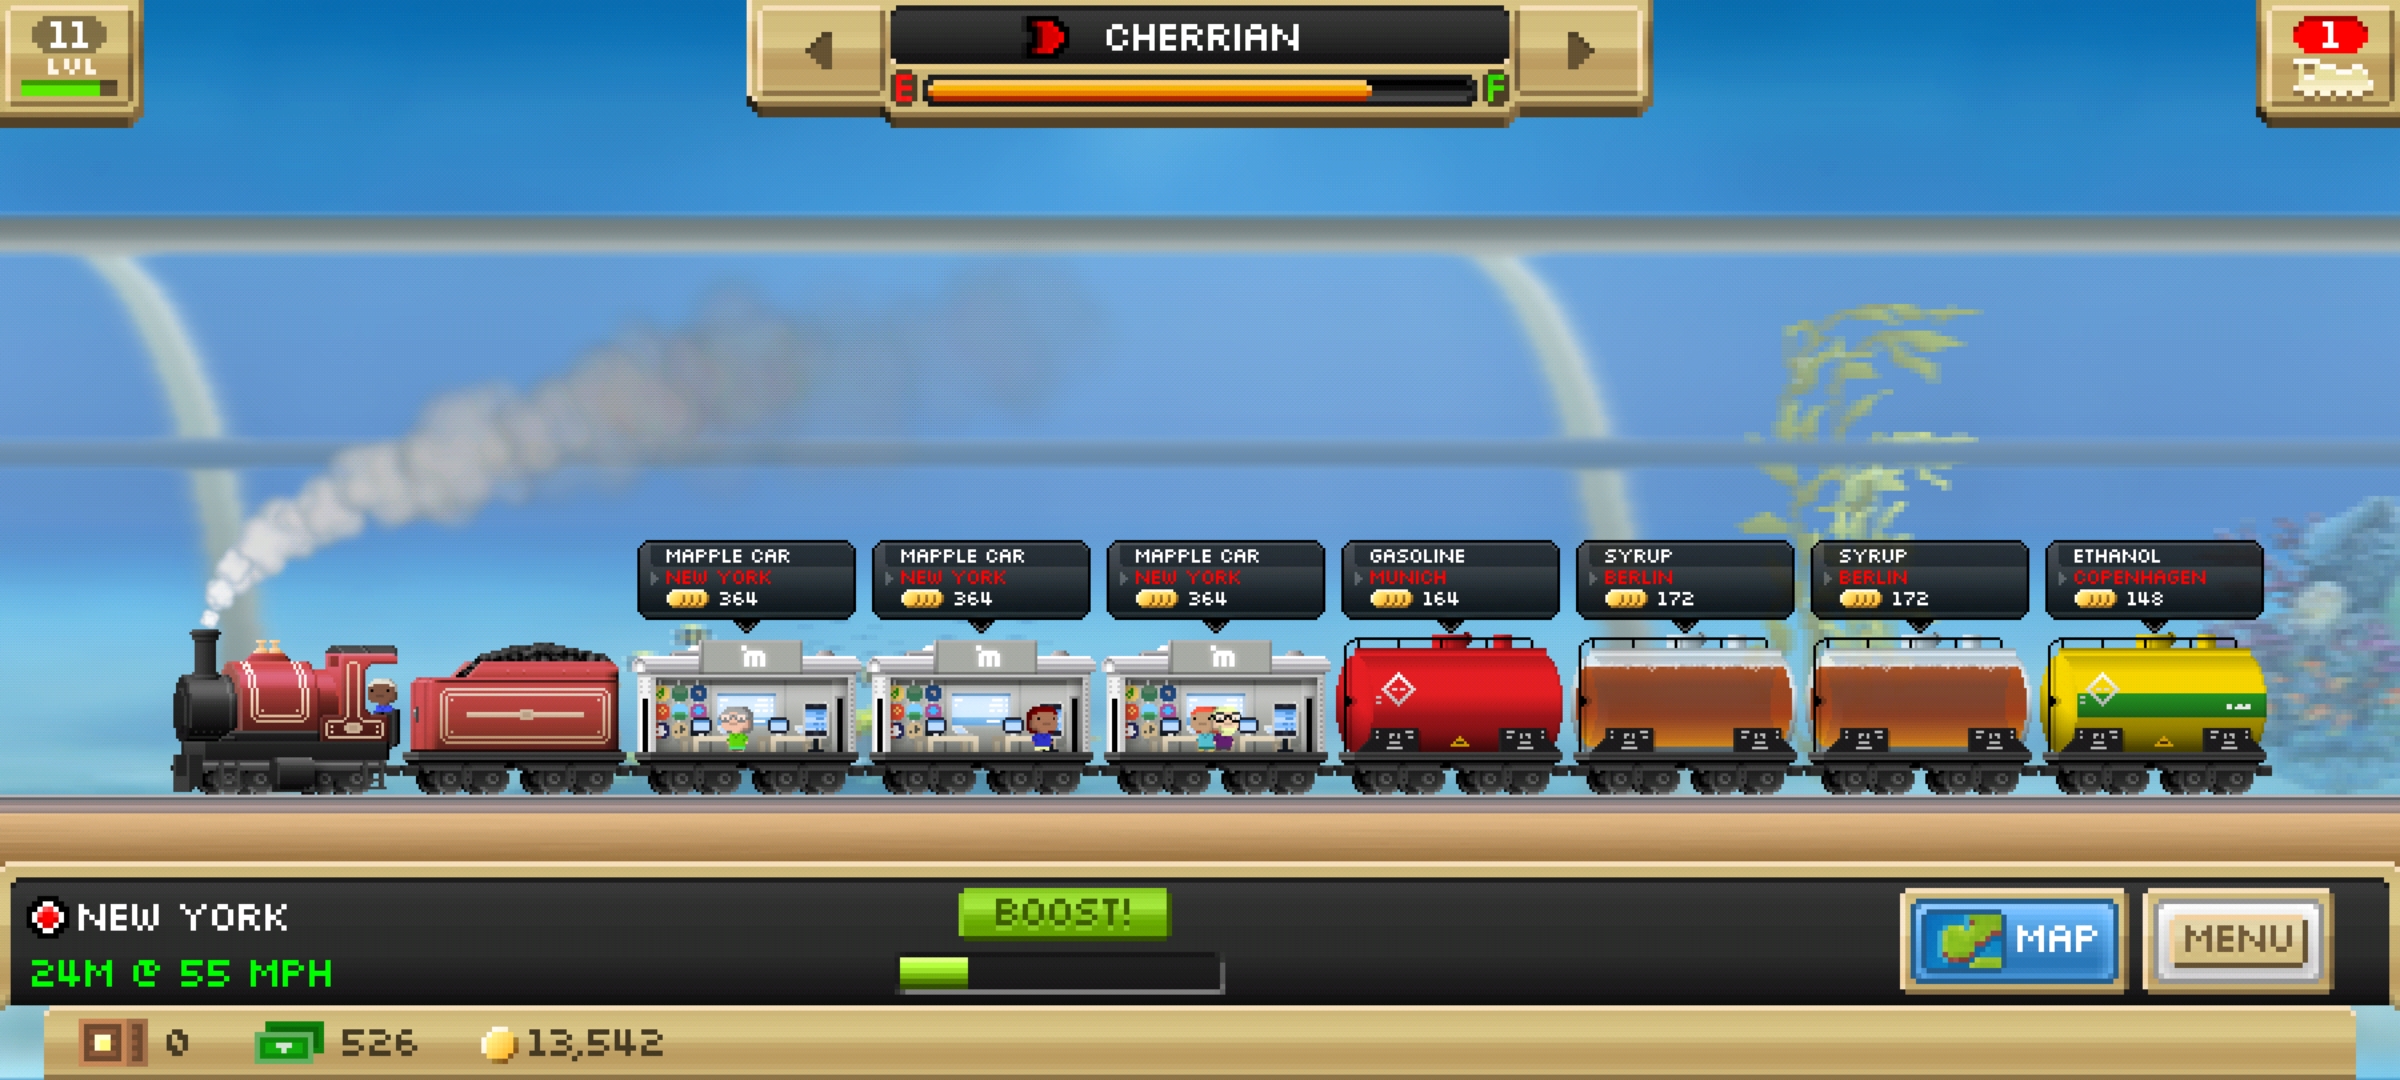 11
LVL
CHERRIAN
E F
1
MAPPLE CAR
NEW YORK
364
MAPPLE CAR
NEW YORK
364
MAPPLE CAR
NEW YORK
364
GASOLINE
MUNICH
164
SYRUP
BERLIN
172
SYRUP
BERLIN
172
ETHANOL
COPENHAGEN
148
m
m
m
NEW YORK
24M @ 55 MPH
BOOST!
MAP
MENU
0
526
13,542